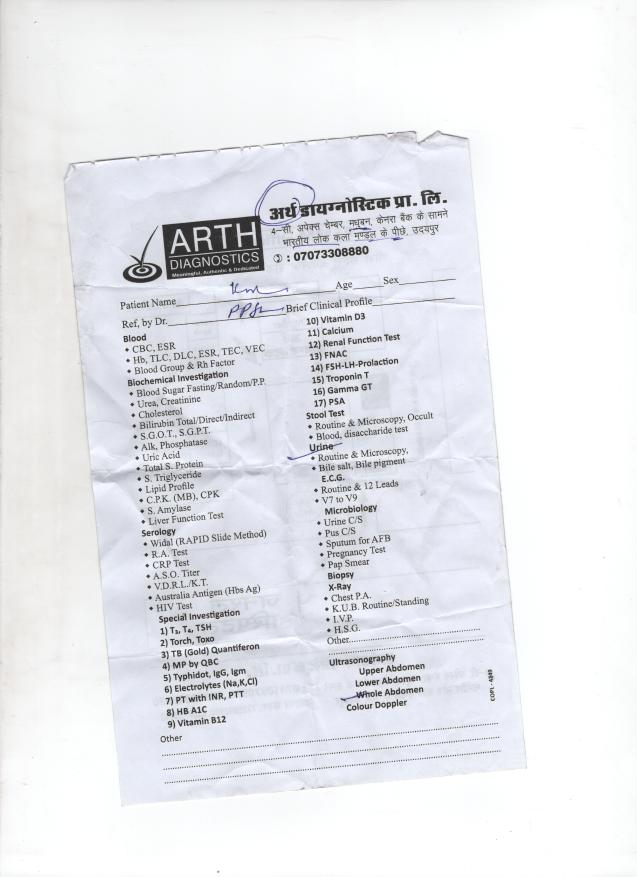 अर्थ डायग्नोस्टिक प्रा. लि.
4-सी, अपेक्स चेम्बर, मधुबन, केनरा बैंक के सामने
भारतीय लोक कला मण्डल के पीछे, उदयपुर
: 07073308880
ARTH
DIAGNOSTICS
Meaningful, Authentic & Dedicated
Patient Name Age Sex
Ref, by Dr. Brief Clinical Profile
Blood
CBC, ESR
Hb, TLC, DLC, ESR, TEC, VEC
Blood Group & Rh Factor
Biochemical Investigation
Blood Sugar Fasting/Random/P.P.
Urea, Creatinine
Cholesterol
Bilirubin Total/Direct/Indirect
S.G.O.T., S.G.P.T.
Alk, Phosphatase
Uric Acid
Total S. Protein
S. Triglyceride
Lipid Profile
C.P.K. (MB), CPK
S. Amylase
Liver Function Test
Serology
Widal (RAPID Slide Method)
R.A. Test
CRP Test
A.S.O. Titer
V.D.R.L./K.T.
Australia Antigen (Hbs Ag)
HIV Test
Special Investigation
1) T₃, T₄, TSH
2) Torch, Toxo
3) TB (Gold) Quantiferon
4) MP by QBC
5) Typhidot, IgG, Igm
6) Electrolytes (Na,K,Cl)
7) PT with INR, PTT
8) HB A1C
9) Vitamin B12
10) Vitamin D3
11) Calcium
12) Renal Function Test
13) FNAC
14) FSH-LH-Prolaction
15) Troponin T
16) Gamma GT
17) PSA
Stool Test
Routine & Microscopy, Occult
Blood, disaccharide test
Urine
Routine & Microscopy,
Bile salt, Bile pigment
E.C.G.
Routine & 12 Leads
V7 to V9
Microbiology
Urine C/S
Pus C/S
Sputum for AFB
Pregnancy Test
Pap Smear
Biopsy
X-Ray
Chest P.A.
K.U.B. Routine/Standing
I.V.P.
H.S.G.
Other
Ultrasonography
Upper Abdomen
Lower Abdomen
Whole Abdomen
Colour Doppler
COPL - 4849
Other